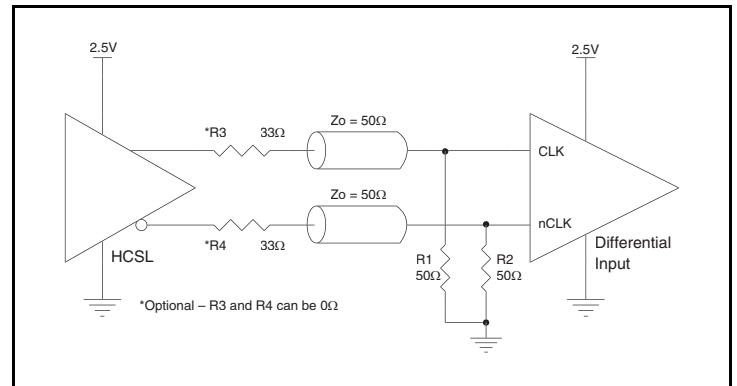 2.5V
2.5V
*R3
33Ω
Zo = 50Ω
CLK
Zo = 50Ω
*R4
33Ω
nCLK
HCSL
R1
50Ω
R2
50Ω
Differential
Input
*Optional – R3 and R4 can be 0Ω